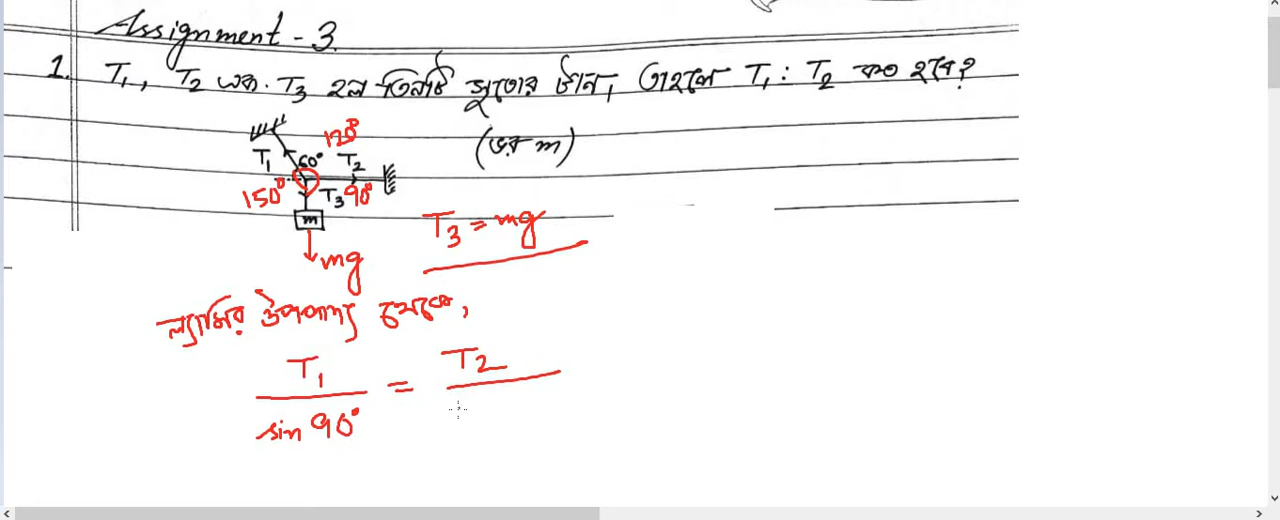 Assignment - 3
1. T₁, T₂ এবং T₃ হল তিনটি সুতোর টান, তাহলে T₁ : T₂ কত হবে?
(ভর m)
120°
T₁ 60° T₂
150° T₃ 90°
m
T₃ = mg
mg
ল্যামির উপপাদ্য থেকে,
T₁ / sin 90° = T₂